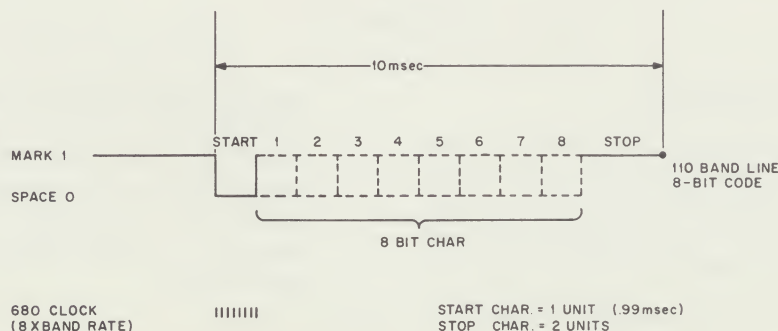 10msec
START 1 2 3 4 5 6 7 8 STOP
MARK 1
110 BAND LINE
8-BIT CODE
SPACE 0
8 BIT CHAR
680 CLOCK
(8XBAND RATE)
START CHAR. = 1 UNIT (.99msec)
STOP CHAR. = 2 UNITS